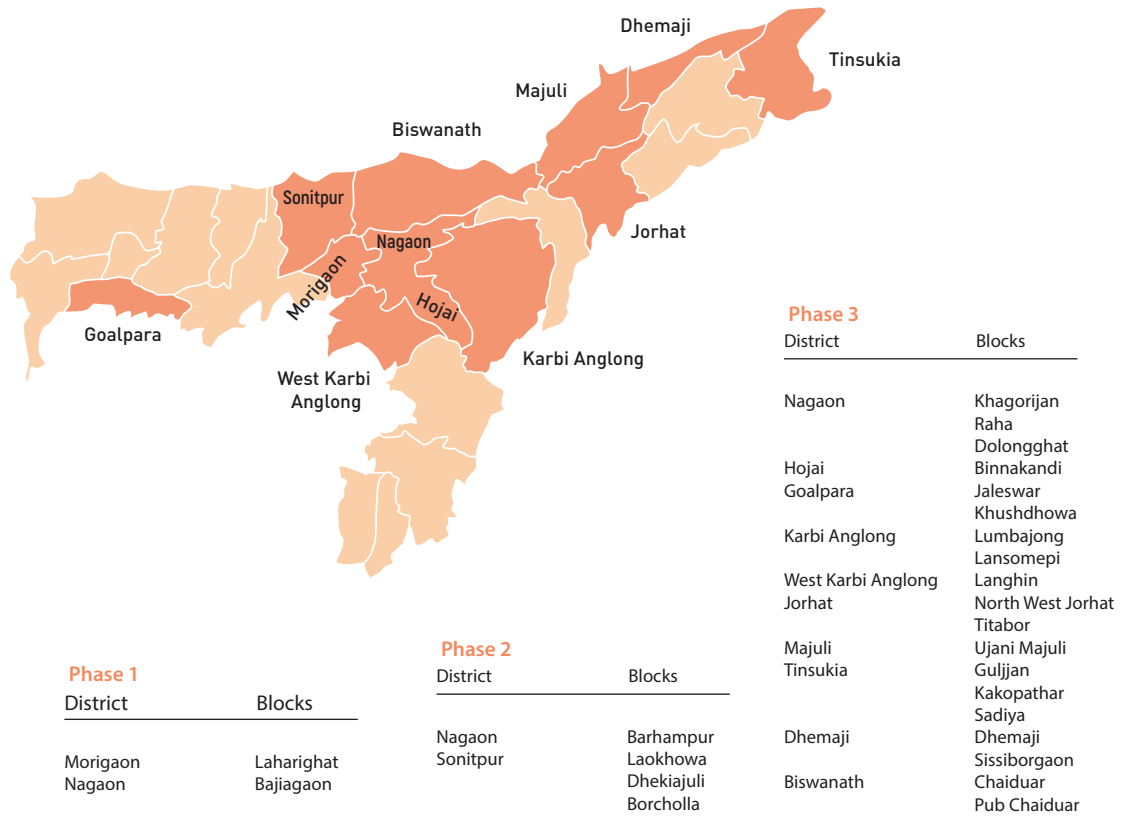 Dhemaji
Tinsukia
Majuli
Biswanath
Sonitpur
Nagaon
Jorhat
Morigaon
Hojai
Goalpara
Karbi Anglong
West Karbi
Anglong
Phase 3
District Blocks
Nagaon Khagorijan
Raha
Dolongghat
Hojai Binnakandi
Goalpara Jaleswar
Khushdhowa
Karbi Anglong Lumbajong
Lansomepi
West Karbi Anglong Langhin
Jorhat North West Jorhat
Titabor
Majuli Ujani Majuli
Tinsukia Guljjan
Kakopathar
Sadiya
Dhemaji Dhemaji
Sissiborgaon
Biswanath Chaiduar
Pub Chaiduar
Phase 1
District Blocks
Morigaon Laharighat
Nagaon Bajiagaon
Phase 2
District Blocks
Nagaon Barhampur
Sonitpur Laokhowa
Dhekiajuli
Borcholla